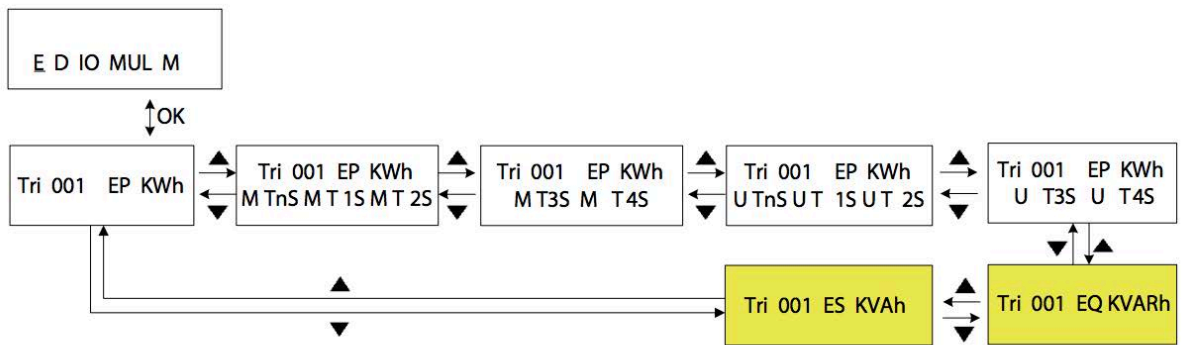 E D IO MUL M
OK
Tri 001 EP KWh
Tri 001 EP KWh
M TnS M T 1S M T 2S
Tri 001 EP KWh
M T3S M T4S
Tri 001 EP KWh
U TnS U T 1S U T 2S
Tri 001 EP KWh
U T3S U T4S
Tri 001 ES KVAh
Tri 001 EQ KVARh